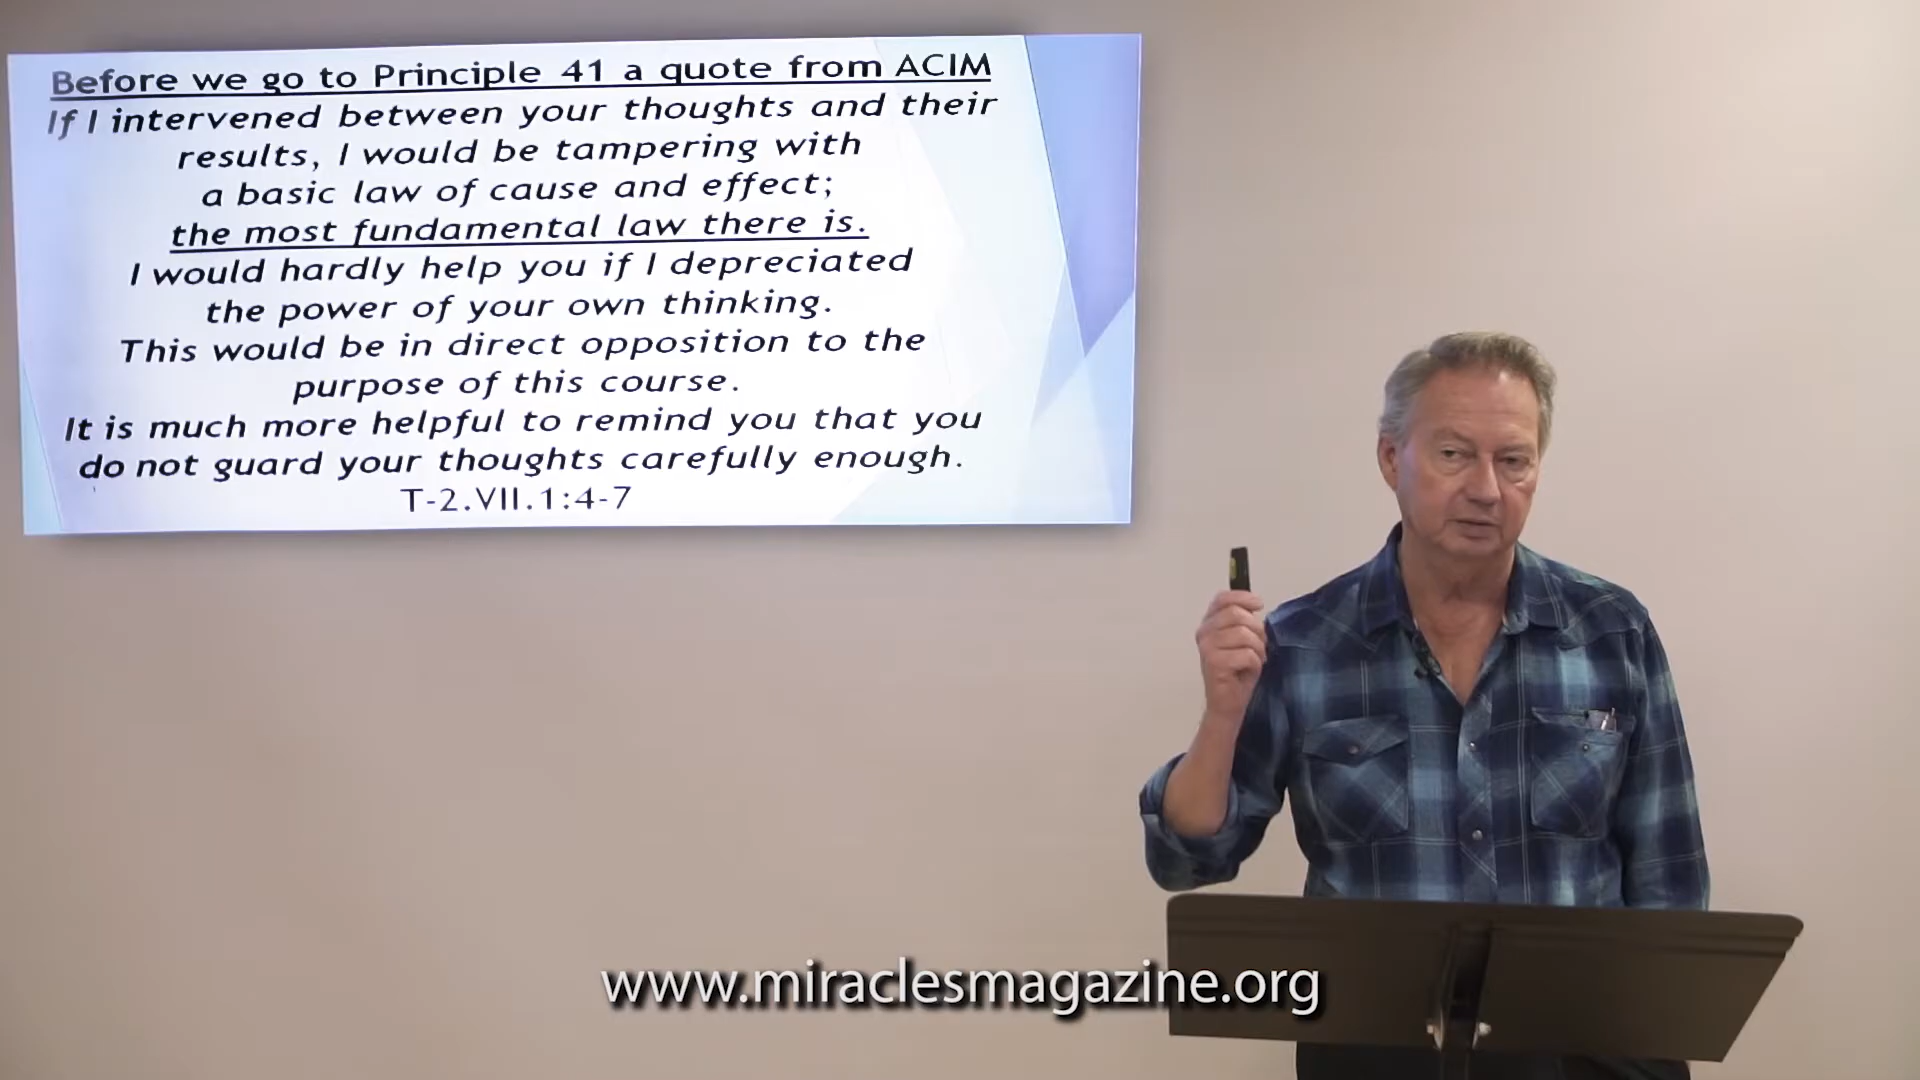 Before we go to Principle 41 a quote from ACIM
If I intervened between your thoughts and their
results, I would be tampering with
a basic law of cause and effect;
the most fundamental law there is.
I would hardly help you if I depreciated
the power of your own thinking.
This would be in direct opposition to the
purpose of this course.
It is much more helpful to remind you that you
do not guard your thoughts carefully enough.
T-2.VII.1:4-7
www.miraclesmagazine.org